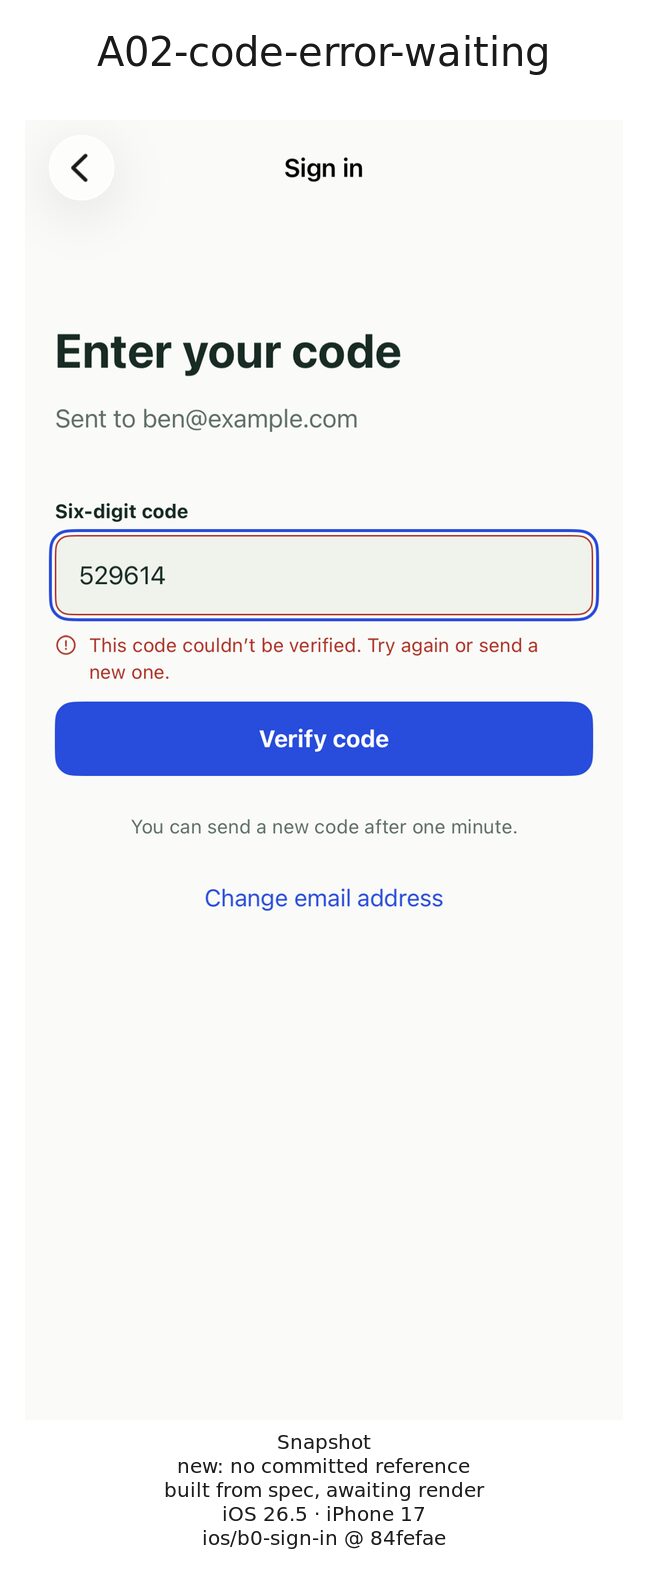 A02-code-error-waiting
Sign in
Enter your code
Sent to ben@example.com
Six-digit code
529614
This code couldn’t be verified. Try again or send a
new one.
Verify code
You can send a new code after one minute.
Change email address
Snapshot
new: no committed reference
built from spec, awaiting render
iOS 26.5 · iPhone 17
ios/b0-sign-in @ 84fefae